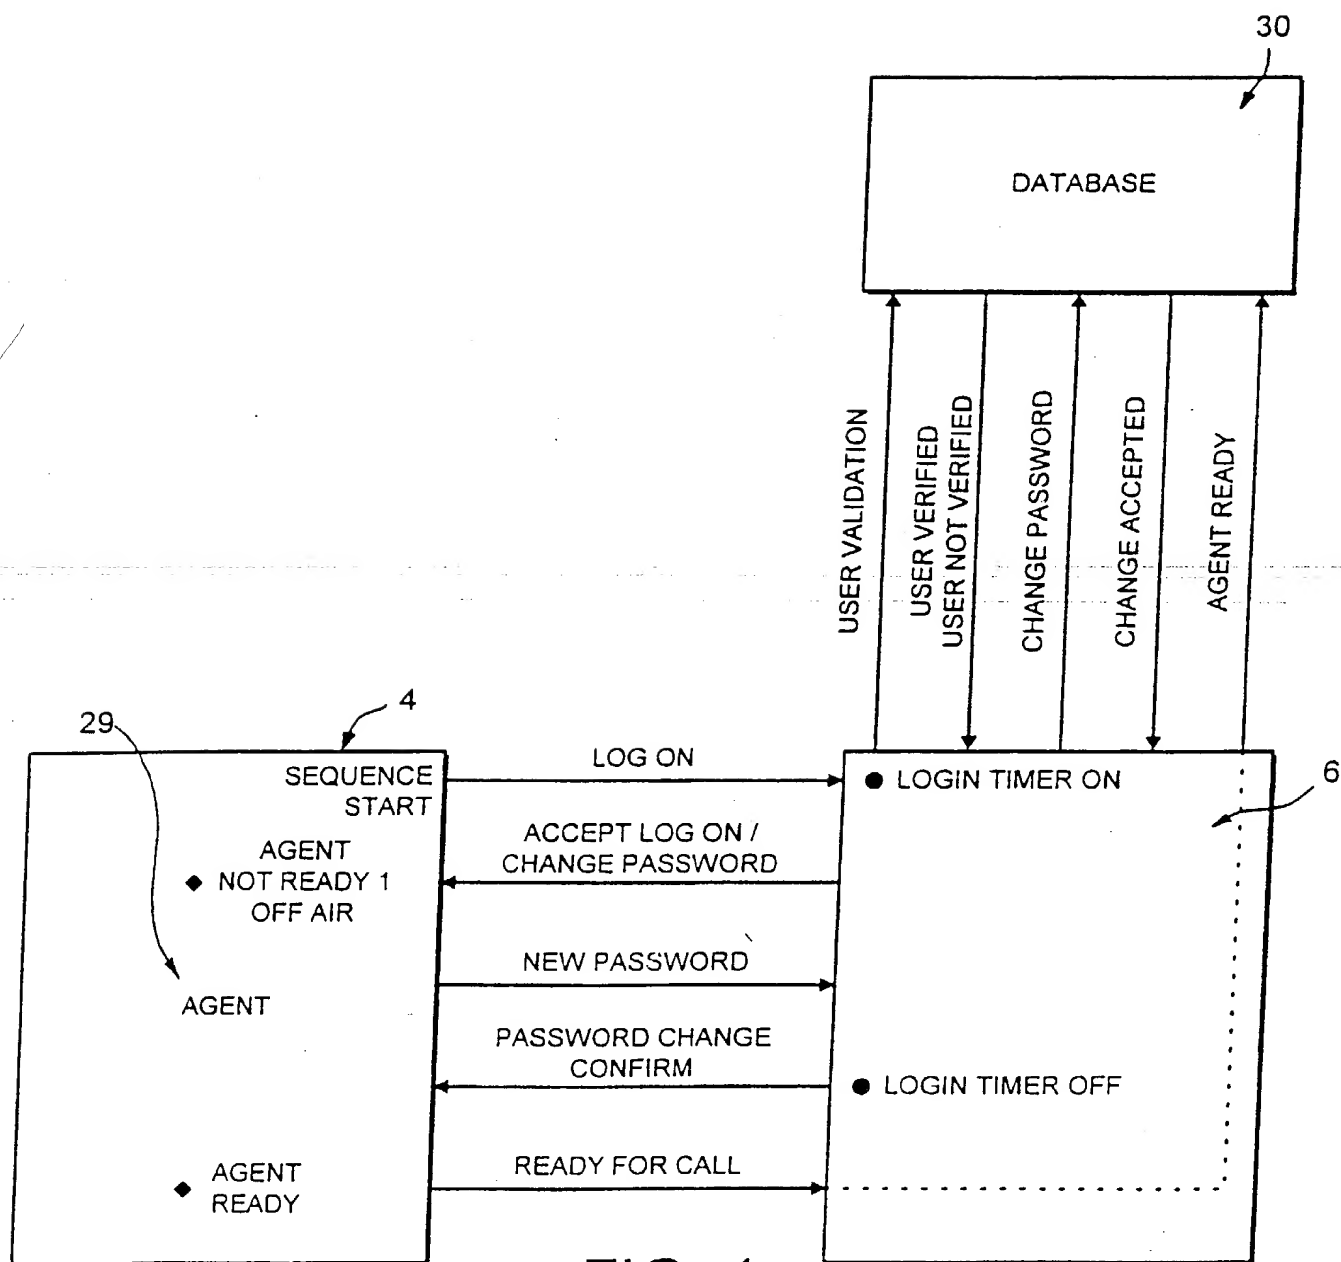 30
DATABASE
USER VALIDATION
USER VERIFIED
USER NOT VERIFIED
CHANGE PASSWORD
CHANGE ACCEPTED
AGENT READY
4
29
SEQUENCE
START
LOG ON
LOGIN TIMER ON
6
AGENT
NOT READY 1
OFF AIR
ACCEPT LOG ON /
CHANGE PASSWORD
NEW PASSWORD
AGENT
PASSWORD CHANGE
CONFIRM
LOGIN TIMER OFF
AGENT
READY
READY FOR CALL